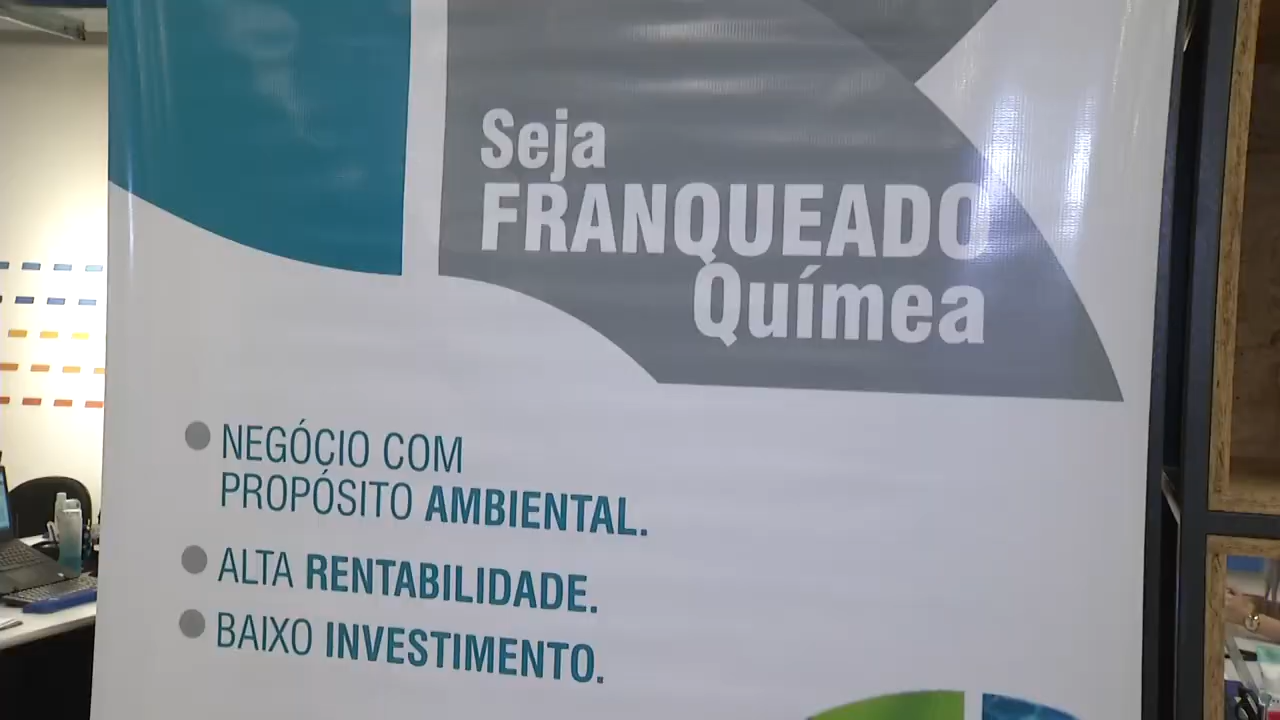 Seja
FRANQUEADO
Químea
NEGÓCIO COM
PROPÓSITO AMBIENTAL.
ALTA RENTABILIDADE.
BAIXO INVESTIMENTO.